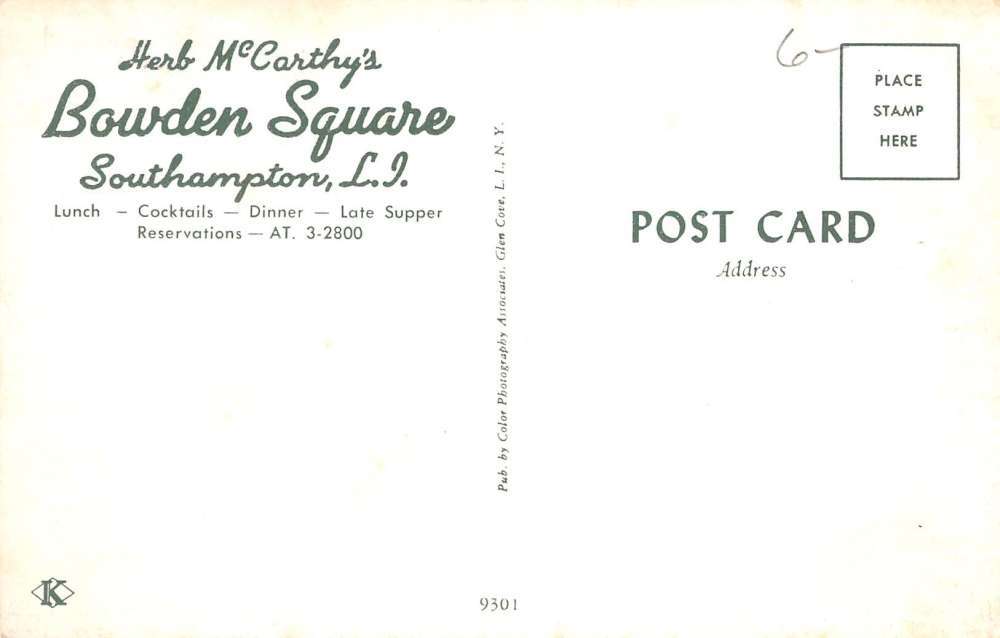 Herb McCarthy's
Bowden Square
Southampton, L.I.
Lunch — Cocktails — Dinner — Late Supper
Reservations — AT. 3-2800
Pub. by Color Photography Associates, Glen Cove, L. I., N. Y.
6-
PLACE
STAMP
HERE
POST CARD
Address
K
9301